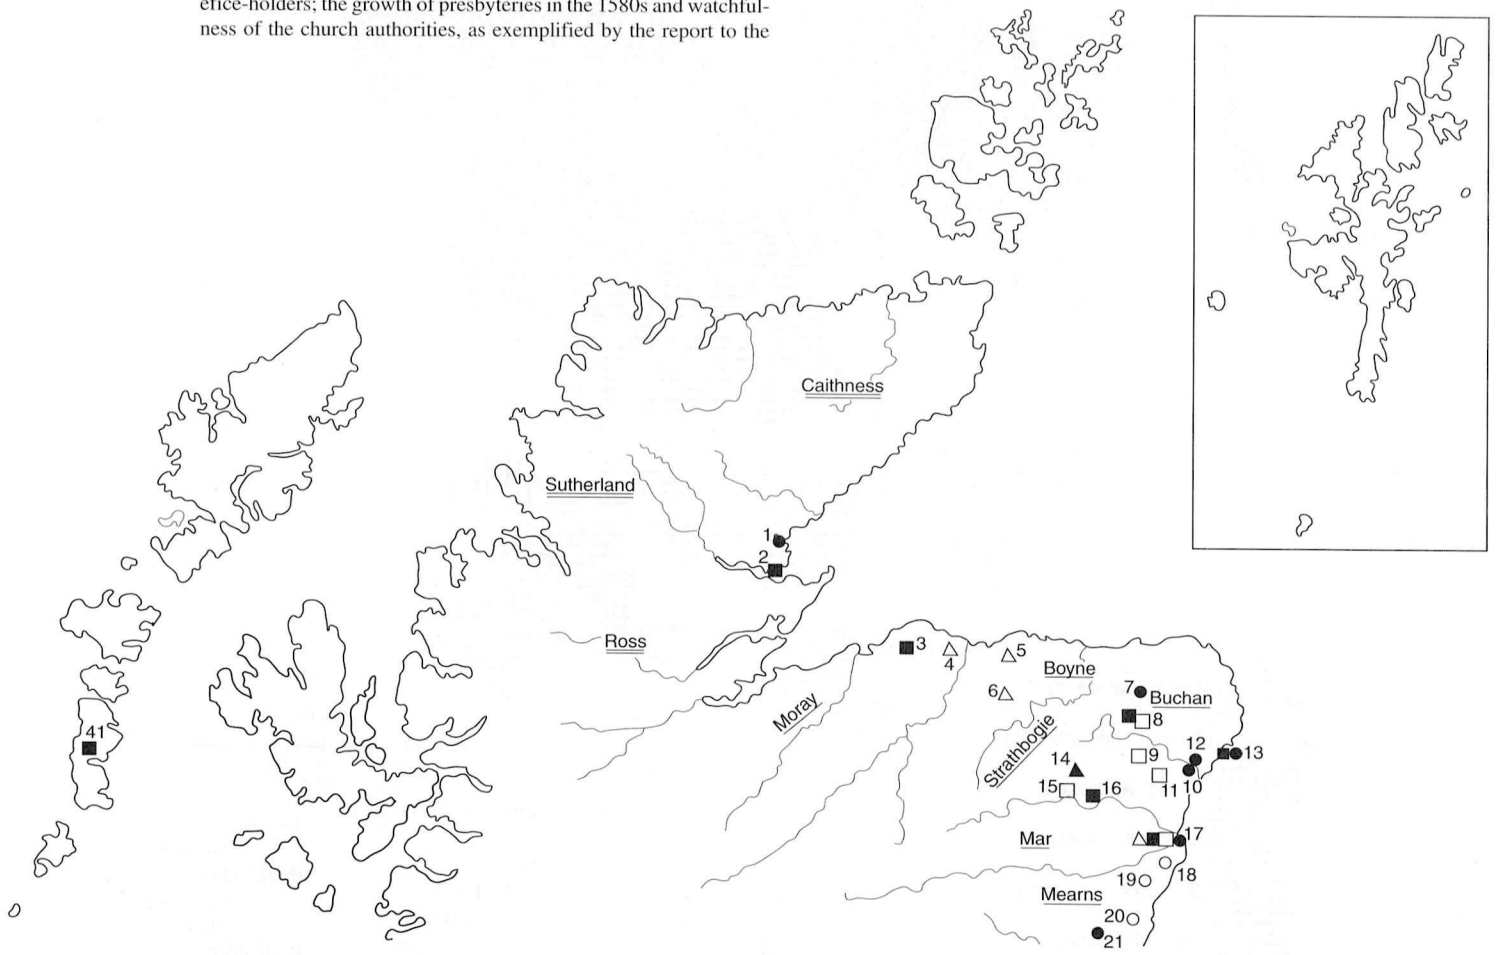 efice-holders; the growth of presbyteries in the 1580s and watchful-
ness of the church authorities, as exemplified by the report to the
Caithness
Sutherland
1
2
Ross
3
4
5
Boyne
6
7
Buchan
Moray
8
41
Strathbogie
9
12
13
14
10
11
15
16
Mar
17
18
19
Mearns
20
21